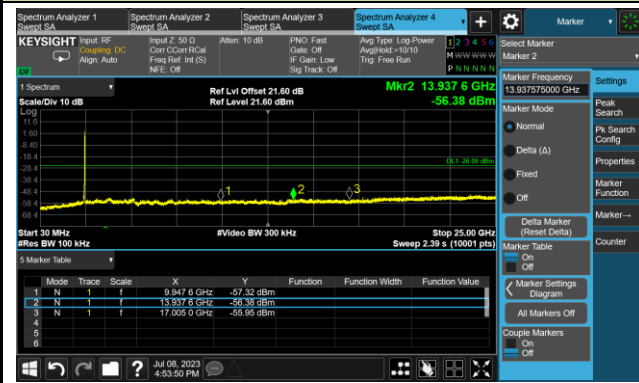 Spectrum Analyzer 1
Swept SA
Spectrum Analyzer 2
Swept SA
Spectrum Analyzer 3
Swept SA
Spectrum Analyzer 4
Swept SA
Marker
KEYSIGHT
Input: RF
Coupling: DC
Align: Auto
Input Z: 50 Ω
Corr CCorr RCal
Freq Ref: Int (S)
NFE: Off
Atten: 10 dB
PNO: Fast
Gate: Off
IF Gain: Low
Sig Track: Off
Avg Type: Log-Power
Avg|Hold:>10/10
Trig: Free Run
1 2 3 4 5 6
M W W W W W
P N N N N N
Select Marker
Marker 2
1 Spectrum
Scale/Div 10 dB
Log
Ref Lvl Offset 21.60 dB
Ref Level 21.60 dBm
Mkr2 13.937 6 GHz
-56.38 dBm
11.6
1.60
-8.40
-18.4
-28.4
-38.4
-48.4
-58.4
-68.4
DL1 -26.09 dBm
1
2
3
Start 30 MHz
#Res BW 100 kHz
#Video BW 300 kHz
Stop 25.00 GHz
Sweep 2.39 s (10001 pts)
5 Marker Table
Mode Trace Scale X Y Function Function Width Function Value
1 N 1 f 9.947 6 GHz -57.32 dBm
2 N 1 f 13.937 6 GHz -56.38 dBm
3 N 1 f 17.005 0 GHz -55.95 dBm
4
5
6
Marker Frequency
13.937575000 GHz
Marker Mode
Normal
Delta (Δ)
Fixed
Off
Delta Marker
(Reset Delta)
Marker Table
On
Off
Marker Settings
Diagram
All Markers Off
Couple Markers
On
Off
Settings
Peak
Search
Pk Search
Config
Properties
Marker
Function
Marker→
Counter
Jul 08, 2023
4:53:50 PM